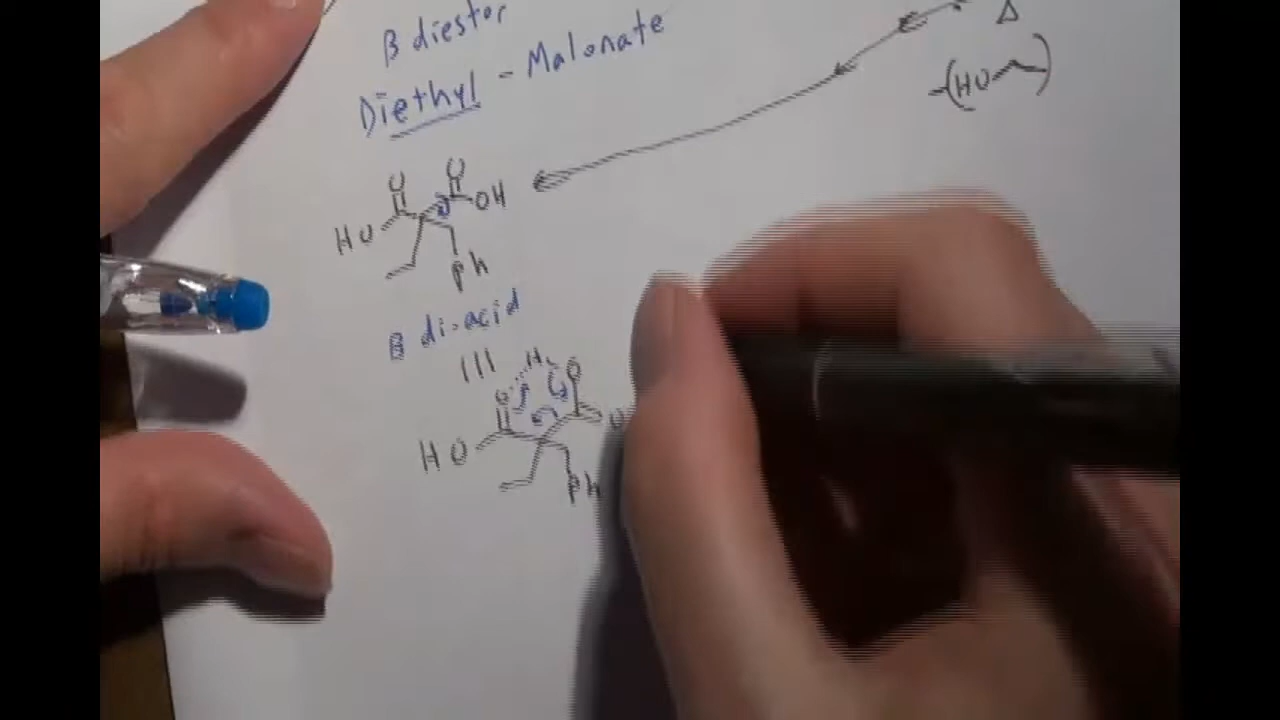 β diester
Diethyl - Malonate
Δ
(HO )
O O
HO OH
Ph
β di-acid
H
O O
HO
Ph